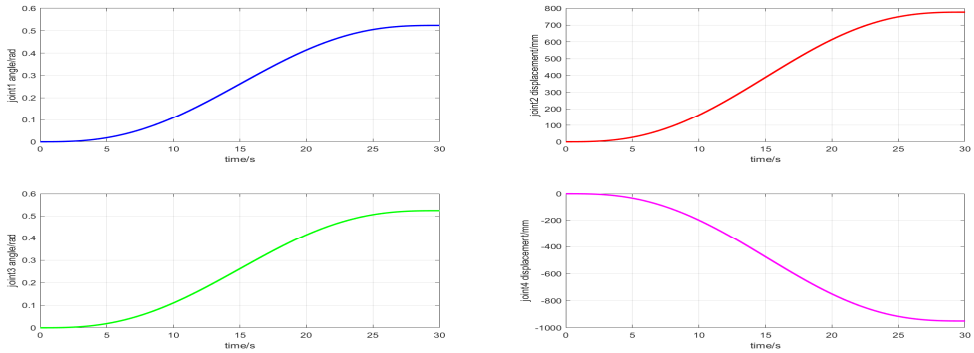 joint1 angle/rad
0.6
0.5
0.4
0.3
0.2
0.1
0
0 5 10 15 20 25 30
time/s
joint2 displacement/mm
800
700
600
500
400
300
200
100
0
0 5 10 15 20 25 30
time/s
joint3 angle/rad
0.6
0.5
0.4
0.3
0.2
0.1
0
0 5 10 15 20 25 30
time/s
joint4 displacement/mm
0
-200
-400
-600
-800
-1000
0 5 10 15 20 25 30
time/s